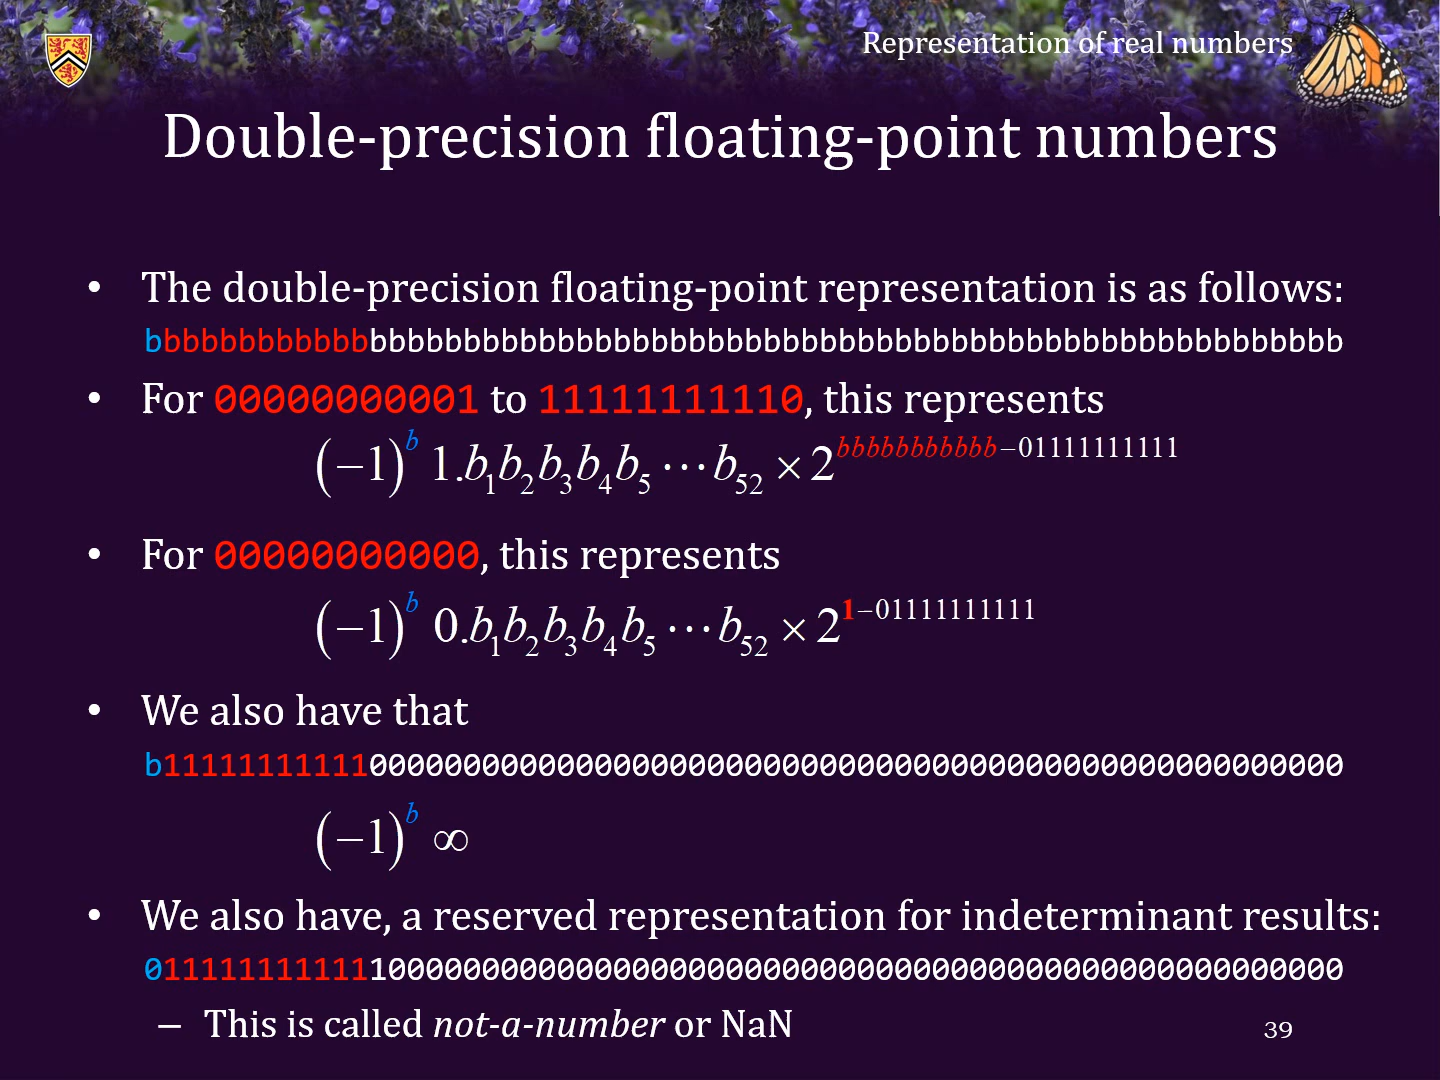 Representation of real numbers
Double-precision floating-point numbers
• The double-precision floating-point representation is as follows:
bbbbbbbbbbbbbbbbbbbbbbbbbbbbbbbbbbbbbbbbbbbbbbbbbbbbbbbbbbbbbbbb
• For 00000000001 to 11111111110, this represents
(−1)^b 1.b₁b₂b₃b₄b₅⋯b₅₂ × 2^bbbbbbbbbbb−01111111111
• For 00000000000, this represents
(−1)^b 0.b₁b₂b₃b₄b₅⋯b₅₂ × 2^1−01111111111
• We also have that
b111111111110000000000000000000000000000000000000000000000000000
(−1)^b ∞
• We also have, a reserved representation for indeterminant results:
0111111111111000000000000000000000000000000000000000000000000000
– This is called not-a-number or NaN
39